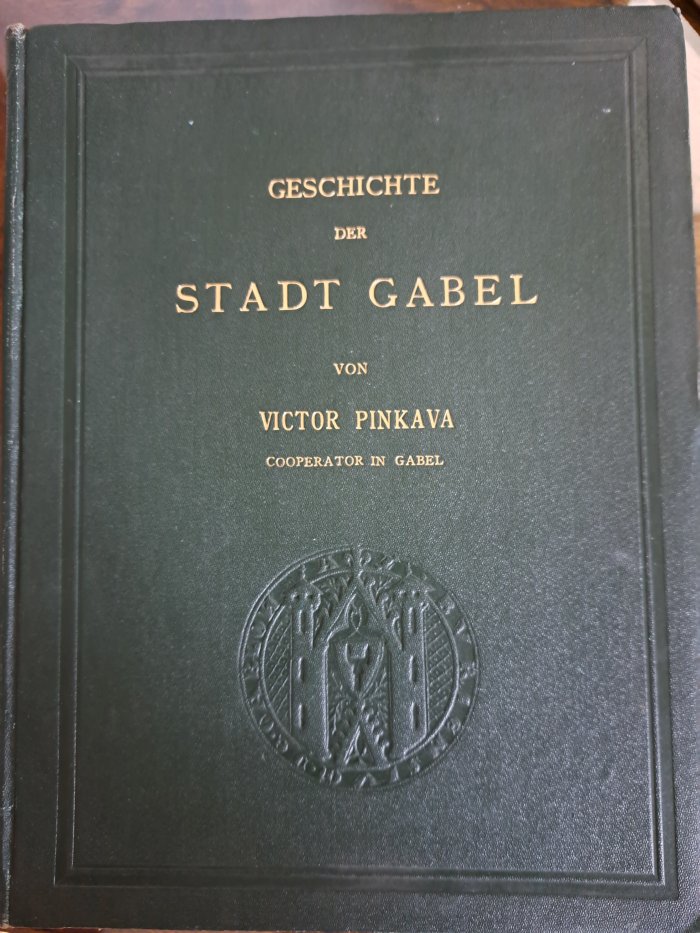 GESCHICHTE
DER
STADT GABEL
VON
VICTOR PINKAVA
COOPERATOR IN GABEL